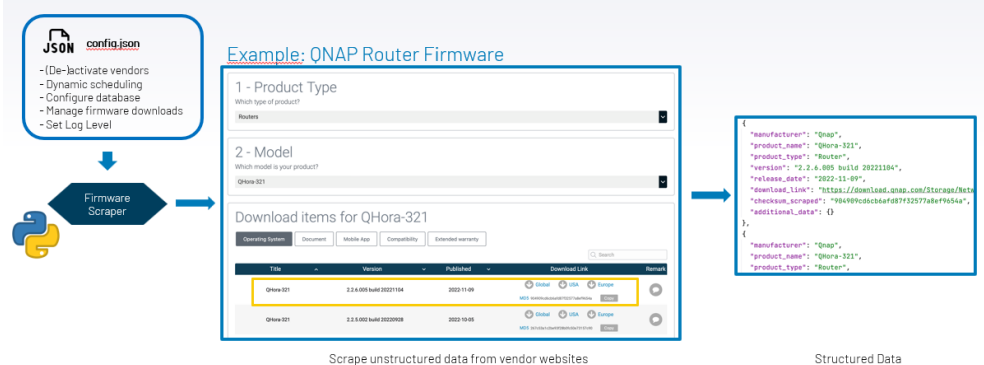 JSON
config.json
- (De-)activate vendors
- Dynamic scheduling
- Configure database
- Manage firmware downloads
- Set Log Level
Firmware
Scraper
Example: QNAP Router Firmware
1 - Product Type
Which type of product?
Routers
2 - Model
Which model is your product?
QHora-321
Download items for QHora-321
Operating System Document Mobile App Compatibility Extended warranty
Search
Title Version Published Download Link Remark
QHora-321 2.2.6.005 build 20221104 2022-11-09 Global USA Europe
MD5 Copy
QHora-321 2.2.5.002 build 20220928 2022-10-05 Global USA Europe
MD5 Copy
Scrape unstructured data from vendor websites
{
"manufacturer": "Qnap",
"product_name": "QHora-321",
"product_type": "Router",
"version": "2.2.6.005 build 20221104",
"release_date": "2022-11-09",
"download_link": "https://download.qnap.com/Storage/Netw
"checksum_scraped": "904909cd6cb6afd87f32577a8ef9654a",
"additional_data": {}
},
{
"manufacturer": "Qnap",
"product_name": "QHora-321",
"product_type": "Router",
Structured Data